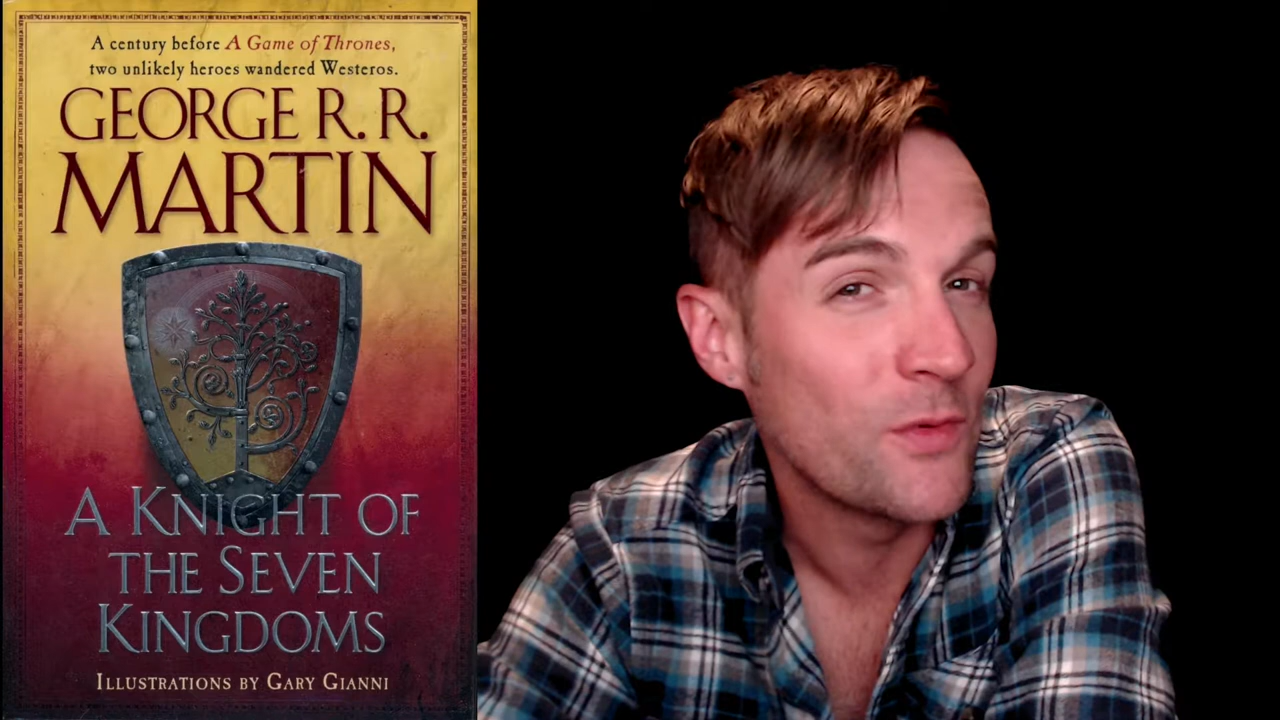 A century before A Game of Thrones,
two unlikely heroes wandered Westeros.
GEORGE R. R.
MARTIN
A KNIGHT OF
THE SEVEN
KINGDOMS
ILLUSTRATIONS BY GARY GIANNI